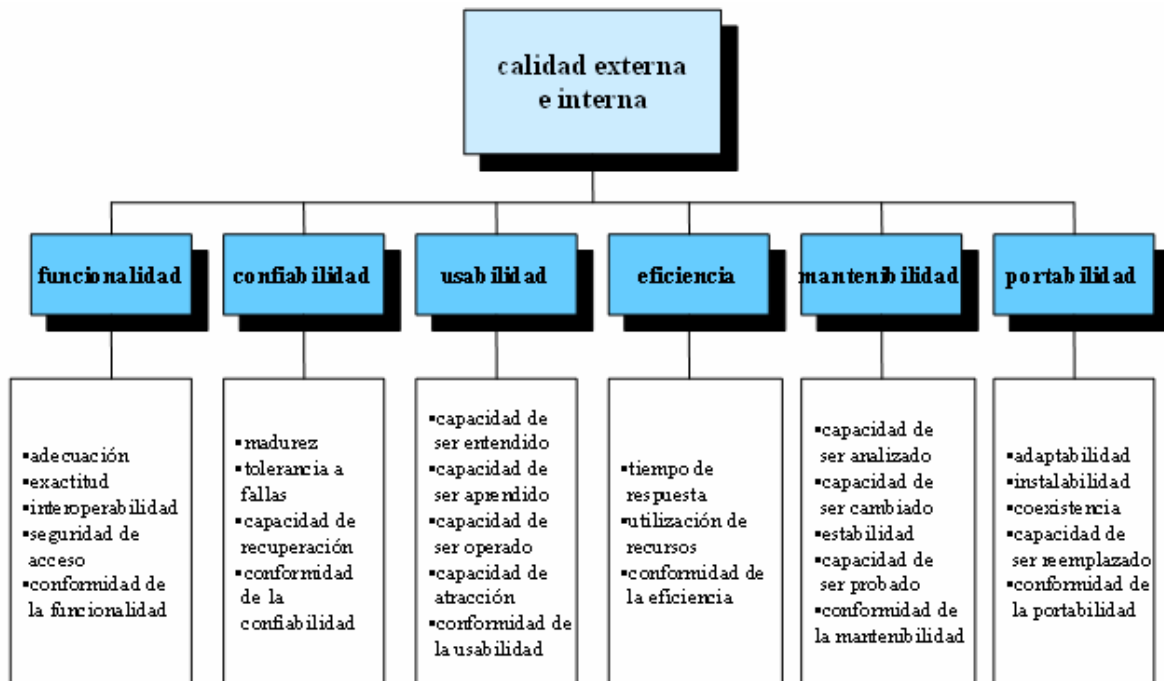 calidad externa
e interna
funcionalidad
confiabilidad
usabilidad
eficiencia
mantenibilidad
portabilidad
▪adecuación
▪exactitud
▪interoperabilidad
▪seguridad de
acceso
▪conformidad de
la funcionalidad
▪madurez
▪tolerancia a
fallas
▪capacidad de
recuperación
▪conformidad
de la
confiabilidad
▪capacidad de
ser entendido
▪capacidad de
ser aprendido
▪capacidad de
ser operado
▪capacidad de
atracción
▪conformidad de
la usabilidad
▪tiempo de
respuesta
▪utilización de
recursos
▪conformidad de
la eficiencia
▪capacidad de
ser analizado
▪capacidad de
ser cambiado
▪estabilidad
▪capacidad de
ser probado
▪conformidad de
la mantenibilidad
▪adaptabilidad
▪instalabilidad
▪coexistencia
▪capacidad de
ser reemplazado
▪conformidad de
la portabilidad